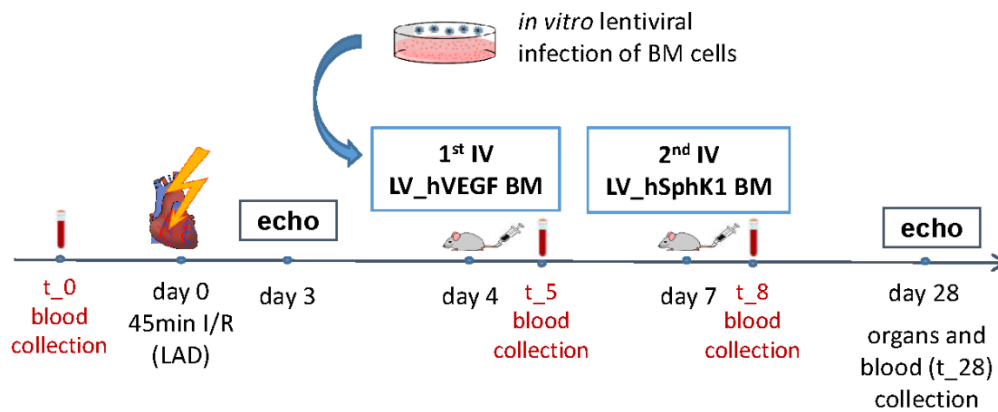 in vitro lentiviral
infection of BM cells
1st IV
LV_hVEGF BM
2nd IV
LV_hSphK1 BM
echo
echo
t_0
blood
collection
day 0
45min I/R
(LAD)
day 3
day 4
t_5
blood
collection
day 7
t_8
blood
collection
day 28
organs and
blood (t_28)
collection